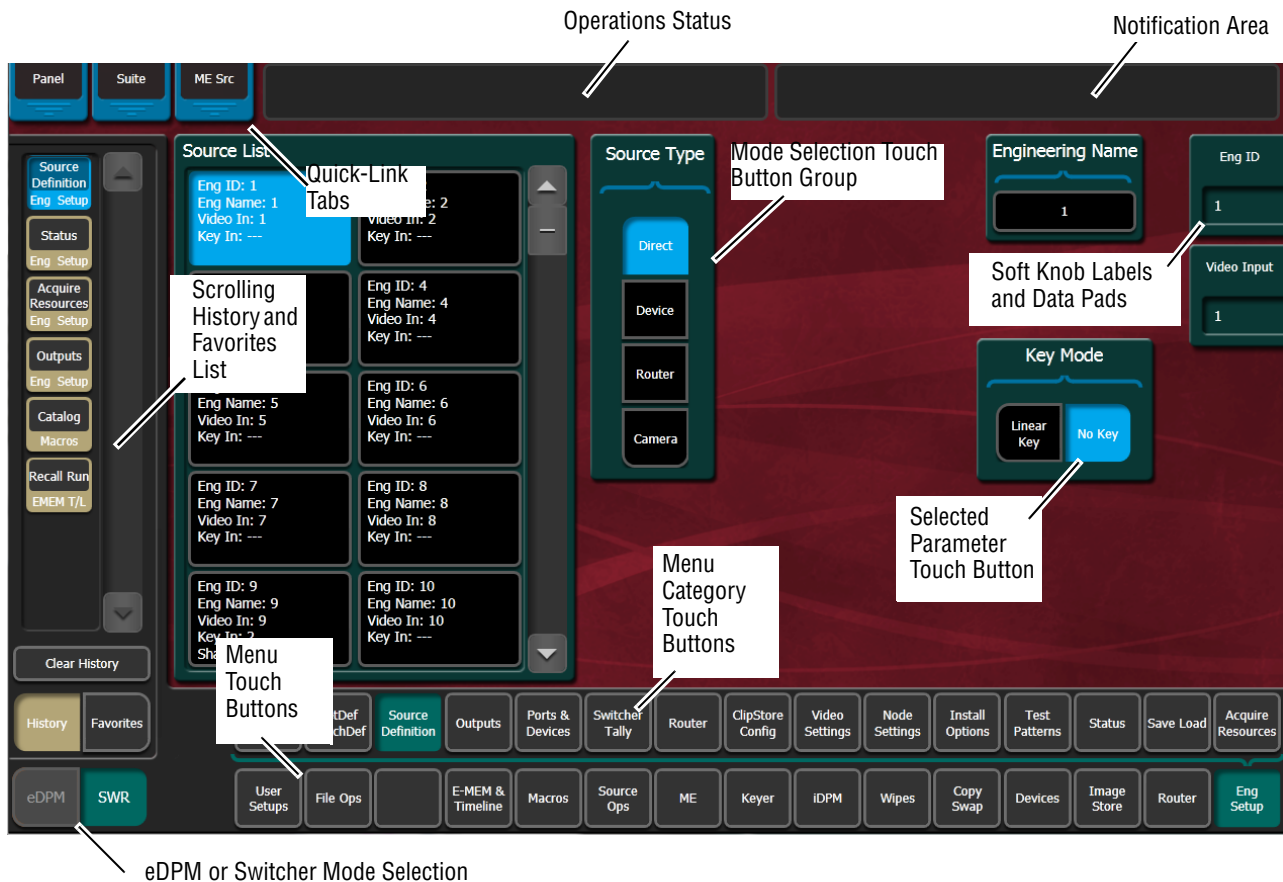 Operations Status
Notification Area
Panel
Suite
ME Src
Source Definition
Eng Setup
Status
Eng Setup
Acquire Resources
Eng Setup
Outputs
Eng Setup
Catalog
Macros
Recall Run
EMEM T/L
Clear History
History
Favorites
eDPM
SWR
Source List
Quick-Link
Tabs
Eng ID: 1
Eng Name: 1
Video In: 1
Key In: ---
2
Video In: 2
Key In: ---
Scrolling
History and
Favorites
List
Eng ID: 4
Eng Name: 4
Video In: 4
Key In: ---
Eng Name: 5
Video In: 5
Key In: ---
Eng ID: 6
Eng Name: 6
Video In: 6
Key In: ---
Eng ID: 7
Eng Name: 7
Video In: 7
Key In: ---
Eng ID: 8
Eng Name: 8
Video In: 8
Key In: ---
Eng ID: 9
Eng Name: 9
Video In: 9
Key In: 2
Eng ID: 10
Eng Name: 10
Video In: 10
Key In: ---
Source Type
Direct
Device
Router
Camera
Mode Selection Touch
Button Group
Engineering Name
1
Eng ID
1
Soft Knob Labels
and Data Pads
Video Input
1
Key Mode
Linear Key
No Key
Selected
Parameter
Touch Button
Menu
Category
Touch
Buttons
Menu
Touch
Buttons
Source Definition
Outputs
Ports & Devices
Switcher Tally
Router
ClipStore Config
Video Settings
Node Settings
Install Options
Test Patterns
Status
Save Load
Acquire Resources
User Setups
File Ops
E-MEM & Timeline
Macros
Source Ops
ME
Keyer
iDPM
Wipes
Copy Swap
Devices
Image Store
Router
Eng Setup
eDPM or Switcher Mode Selection